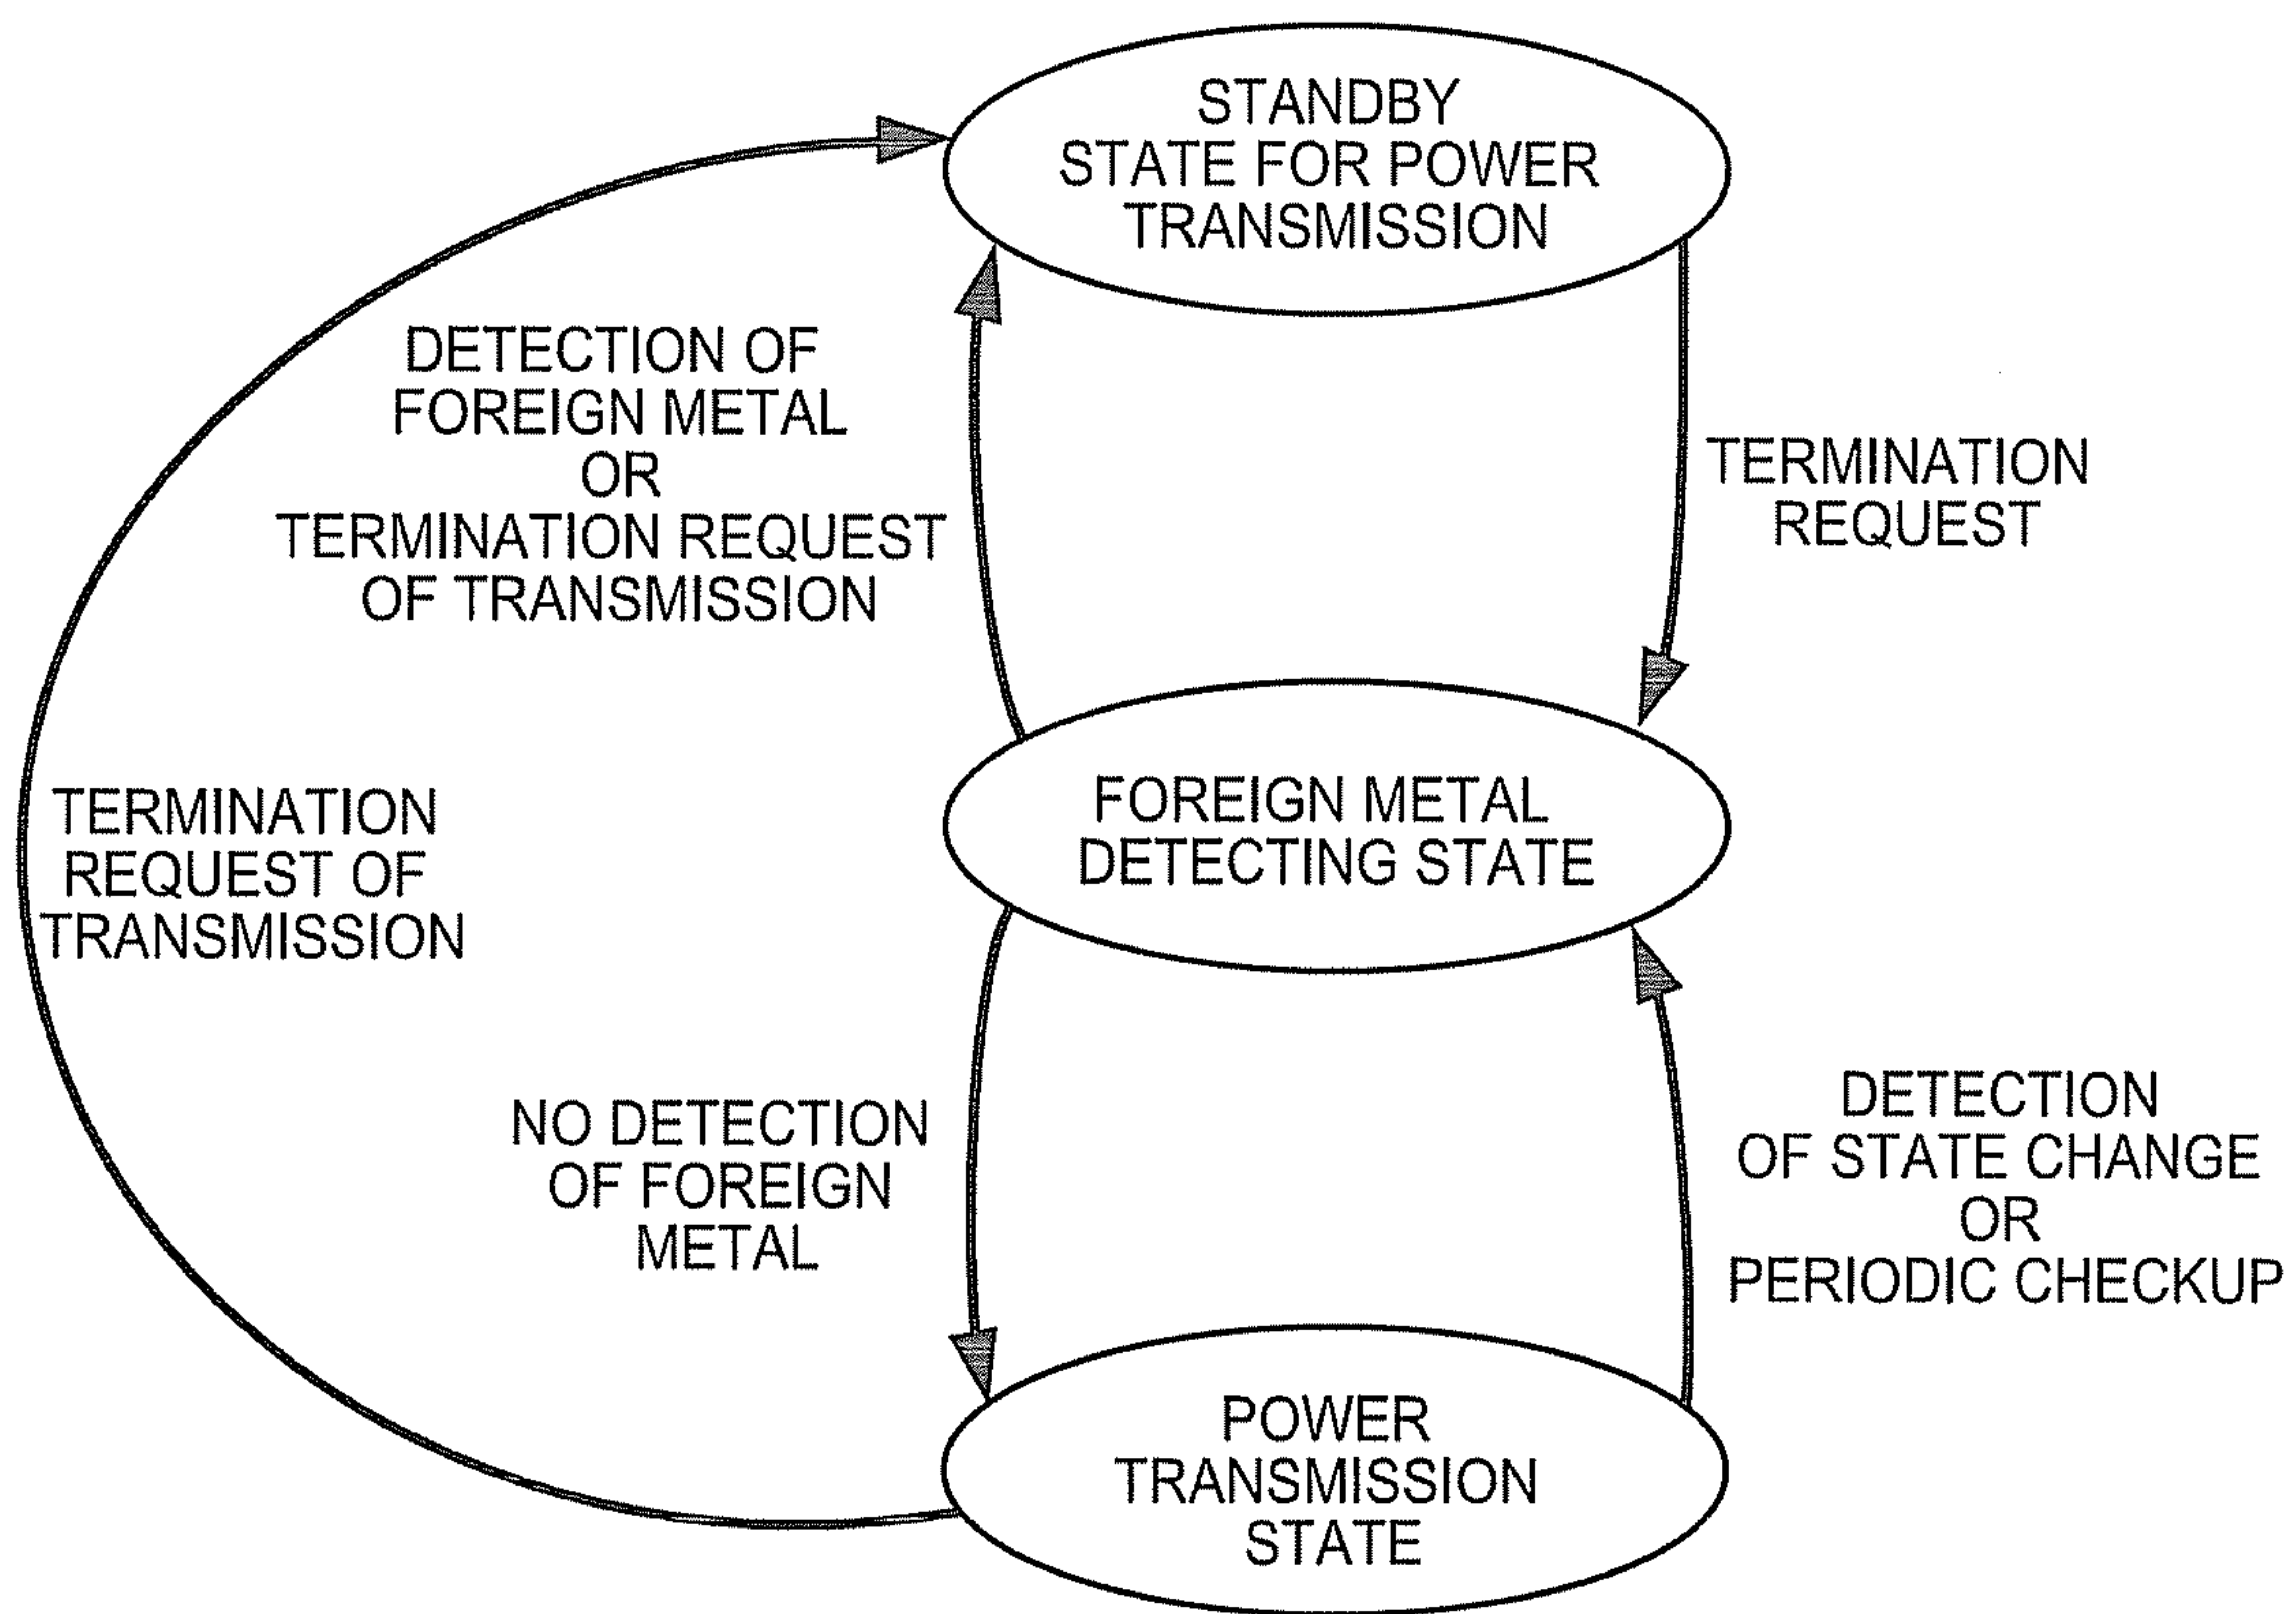 STANDBY
STATE FOR POWER
TRANSMISSION
DETECTION OF
FOREIGN METAL
OR
TERMINATION REQUEST
OF TRANSMISSION
TERMINATION
REQUEST
TERMINATION
REQUEST OF
TRANSMISSION
FOREIGN METAL
DETECTING STATE
NO DETECTION
OF FOREIGN
METAL
DETECTION
OF STATE CHANGE
OR
PERIODIC CHECKUP
POWER
TRANSMISSION
STATE